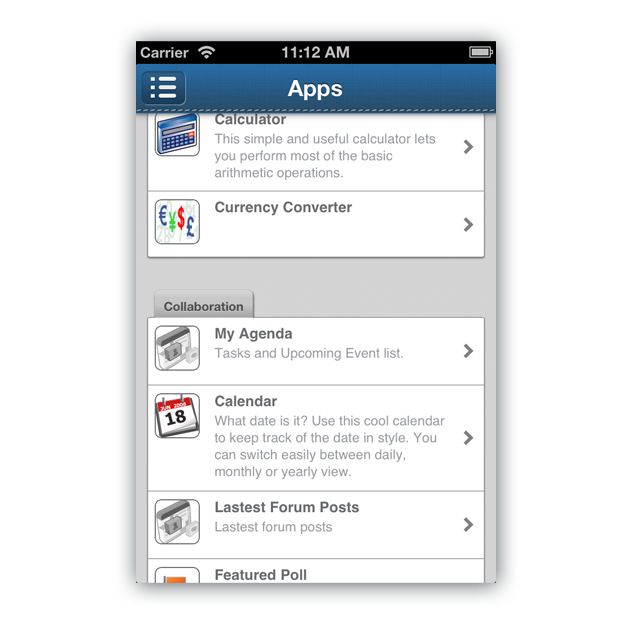 Carrier 11:12 AM
Apps
Calculator
This simple and useful calculator lets
you perform most of the basic
arithmetic operations.
€ ¥ $ £
Currency Converter
Collaboration
My Agenda
Tasks and Upcoming Event list.
18
Calendar
What date is it? Use this cool calendar
to keep track of the date in style. You
can switch easily between daily,
monthly or yearly view.
Lastest Forum Posts
Lastest forum posts
Featured Poll